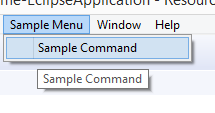 me-EclipseApplication - Resourc
Sample Menu Window Help
Sample Command
Sample Command